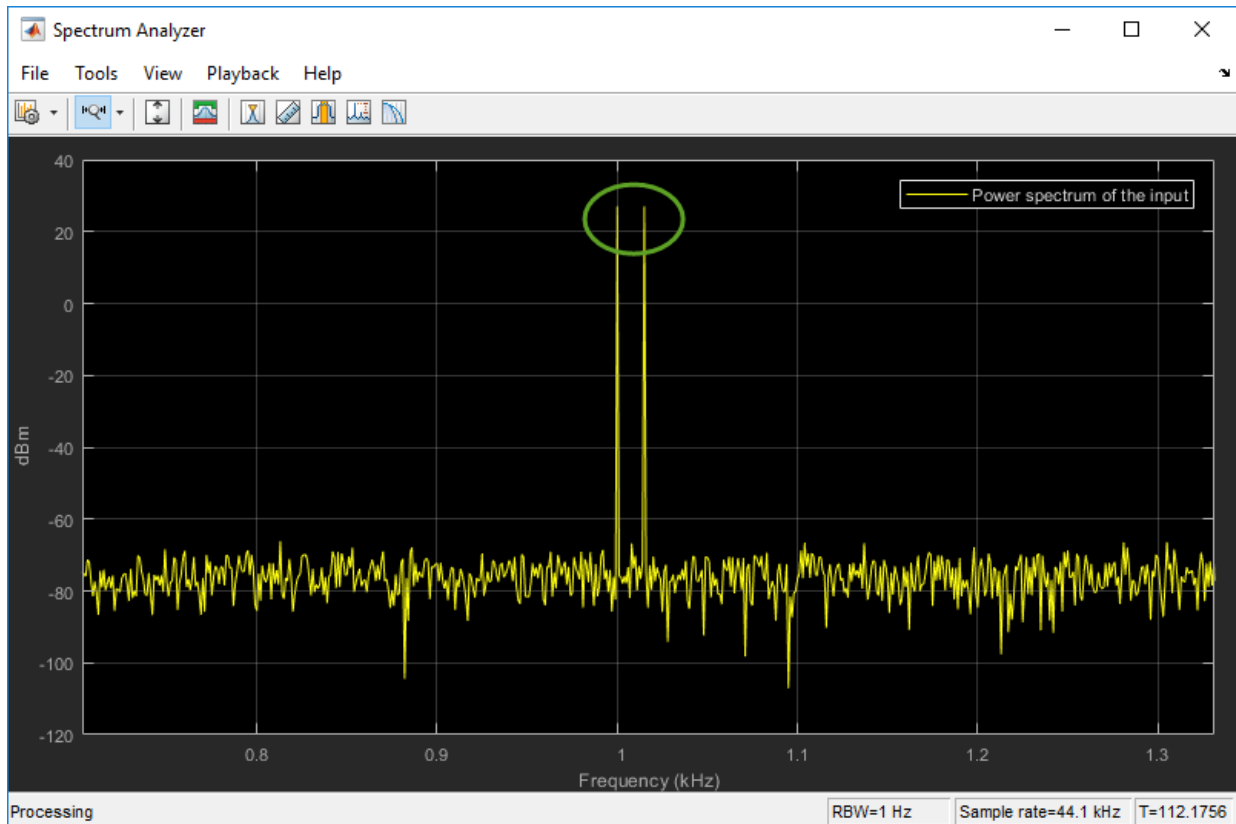 Spectrum Analyzer
File Tools View Playback Help
40
20
0
-20
-40
-60
-80
-100
-120
dBm
Power spectrum of the input
0.8 0.9 1 1.1 1.2 1.3
Frequency (kHz)
Processing RBW=1 Hz Sample rate=44.1 kHz T=112.1756